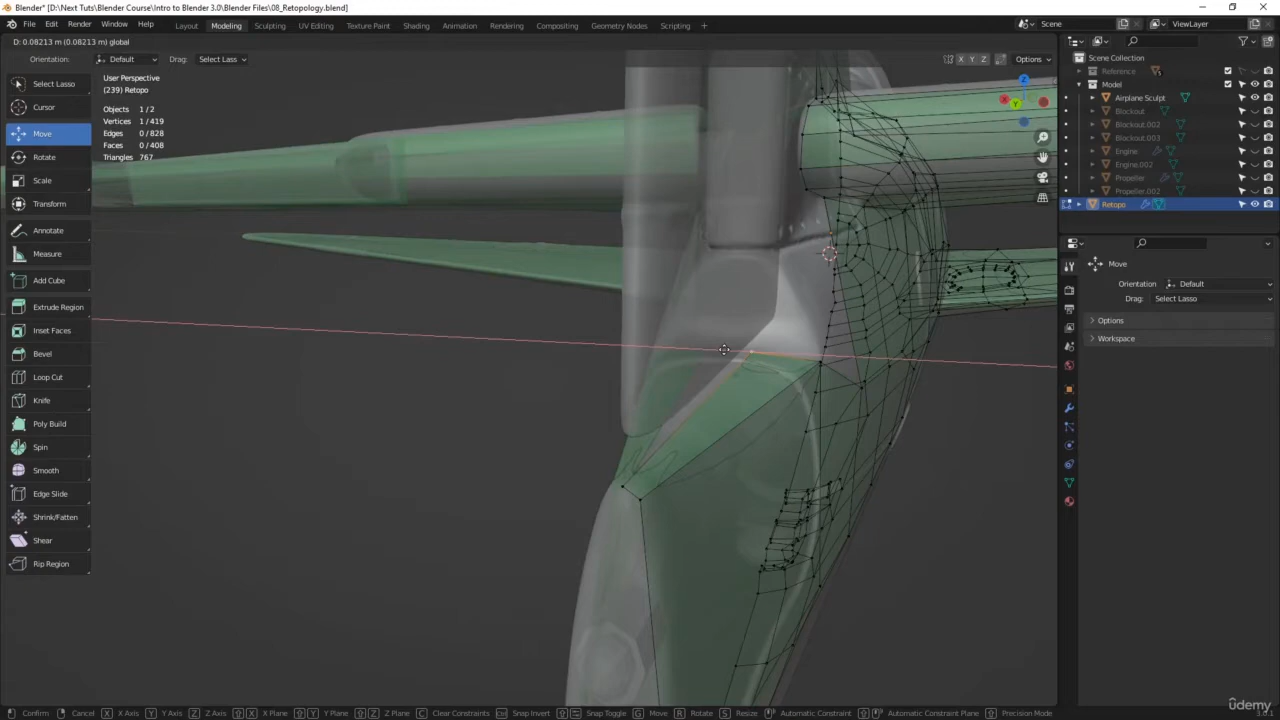 Blender* [D:\Next Tuts\Blender Course\Intro to Blender 3.0\Blender Files\08_Retopology.blend]
File Edit Render Window Help Layout Modeling Sculpting UV Editing Texture Paint Shading Animation Rendering Compositing Geometry Nodes Scripting + Scene ViewLayer
D: 0.08213 m (0.08213 m) global
Orientation: Default Drag: Select Lasso X Y Z Options
User Perspective
(239) Retopo
Objects 1 / 2
Vertices 1 / 419
Edges 0 / 828
Faces 0 / 408
Triangles 767
Select Lasso
Cursor
Move
Rotate
Scale
Transform
Annotate
Measure
Add Cube
Extrude Region
Inset Faces
Bevel
Loop Cut
Knife
Poly Build
Spin
Smooth
Edge Slide
Shrink/Fatten
Shear
Rip Region
Scene Collection
Reference
Model
Airplane Sculpt
Blockout
Blockout.002
Blockout.003
Engine
Engine.002
Propeller
Propeller.002
Retopo
Move
Orientation Default
Drag: Select Lasso
Options
Workspace
Confirm Cancel X X Axis Y Y Axis Z Z Axis X X Plane Y Y Plane Z Z Plane C Clear Constraints Snap Invert Snap Toggle G Move R Rotate S Resize Automatic Constraint Automatic Constraint Plane Precision Mode
3.0.1
ûdemy